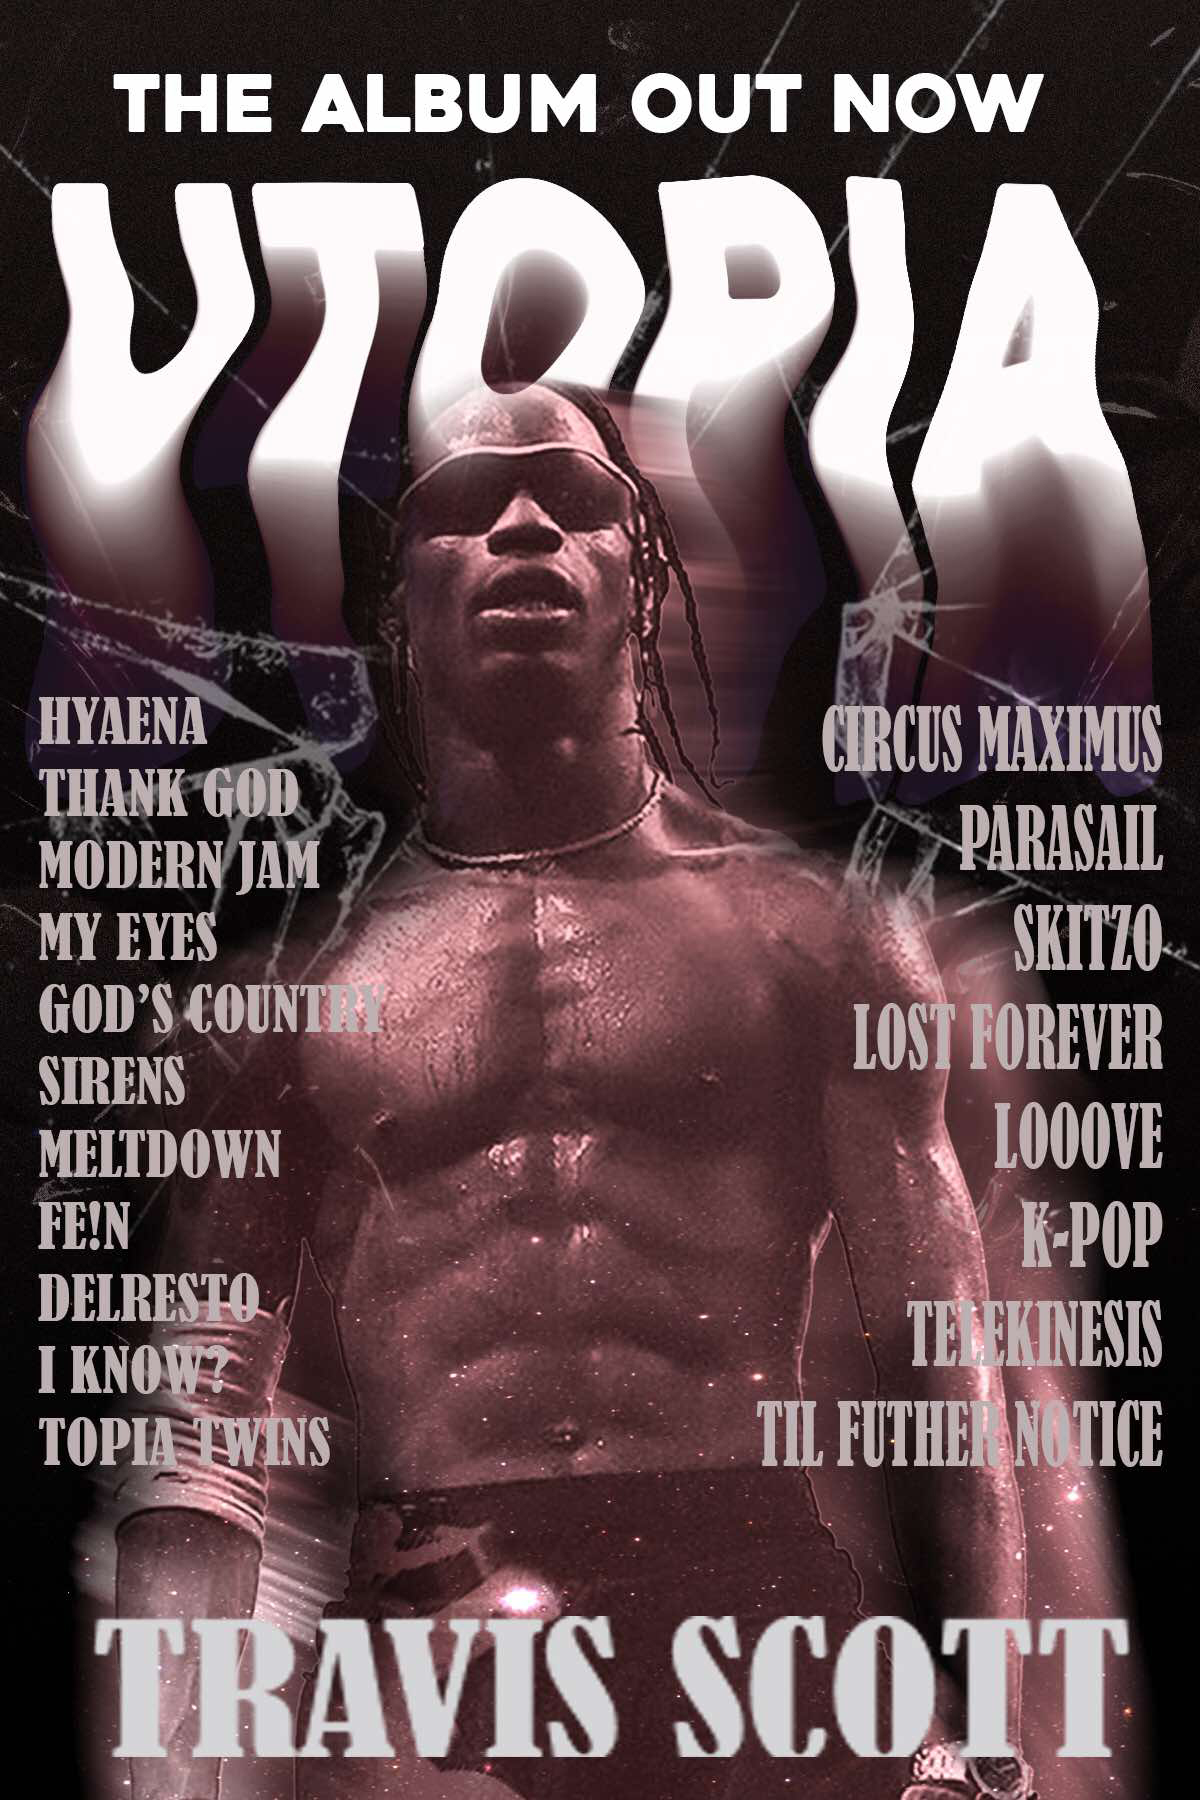 THE ALBUM OUT NOW
UTOPIA
HYAENA
THANK GOD
MODERN JAM
MY EYES
GOD'S COUNTRY
SIRENS
MELTDOWN
FE!N
DELRESTO
I KNOW?
TOPIA TWINS
CIRCUS MAXIMUS
PARASAIL
SKITZO
LOST FOREVER
LOOOVE
K-POP
TELEKINESIS
TIL FUTHER NOTICE
TRAVIS SCOTT